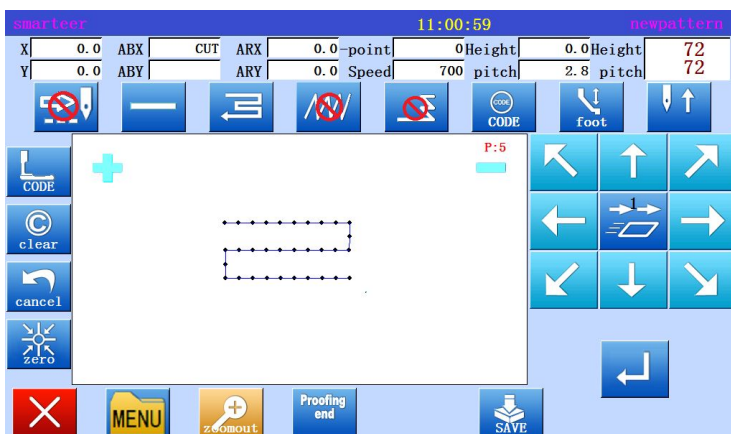 smarteer 11:00:59 newpattern
X 0.0 ABX CUT ARX 0.0 -point 0 Height 0.0 Height 72
Y 0.0 ABY ARY 0.0 Speed 700 pitch 2.8 pitch 72
CODE
CODE
foot
P:5
CODE
1
C
clear
cancel
zero
MENU
zoomout
Proofing
end
SAVE